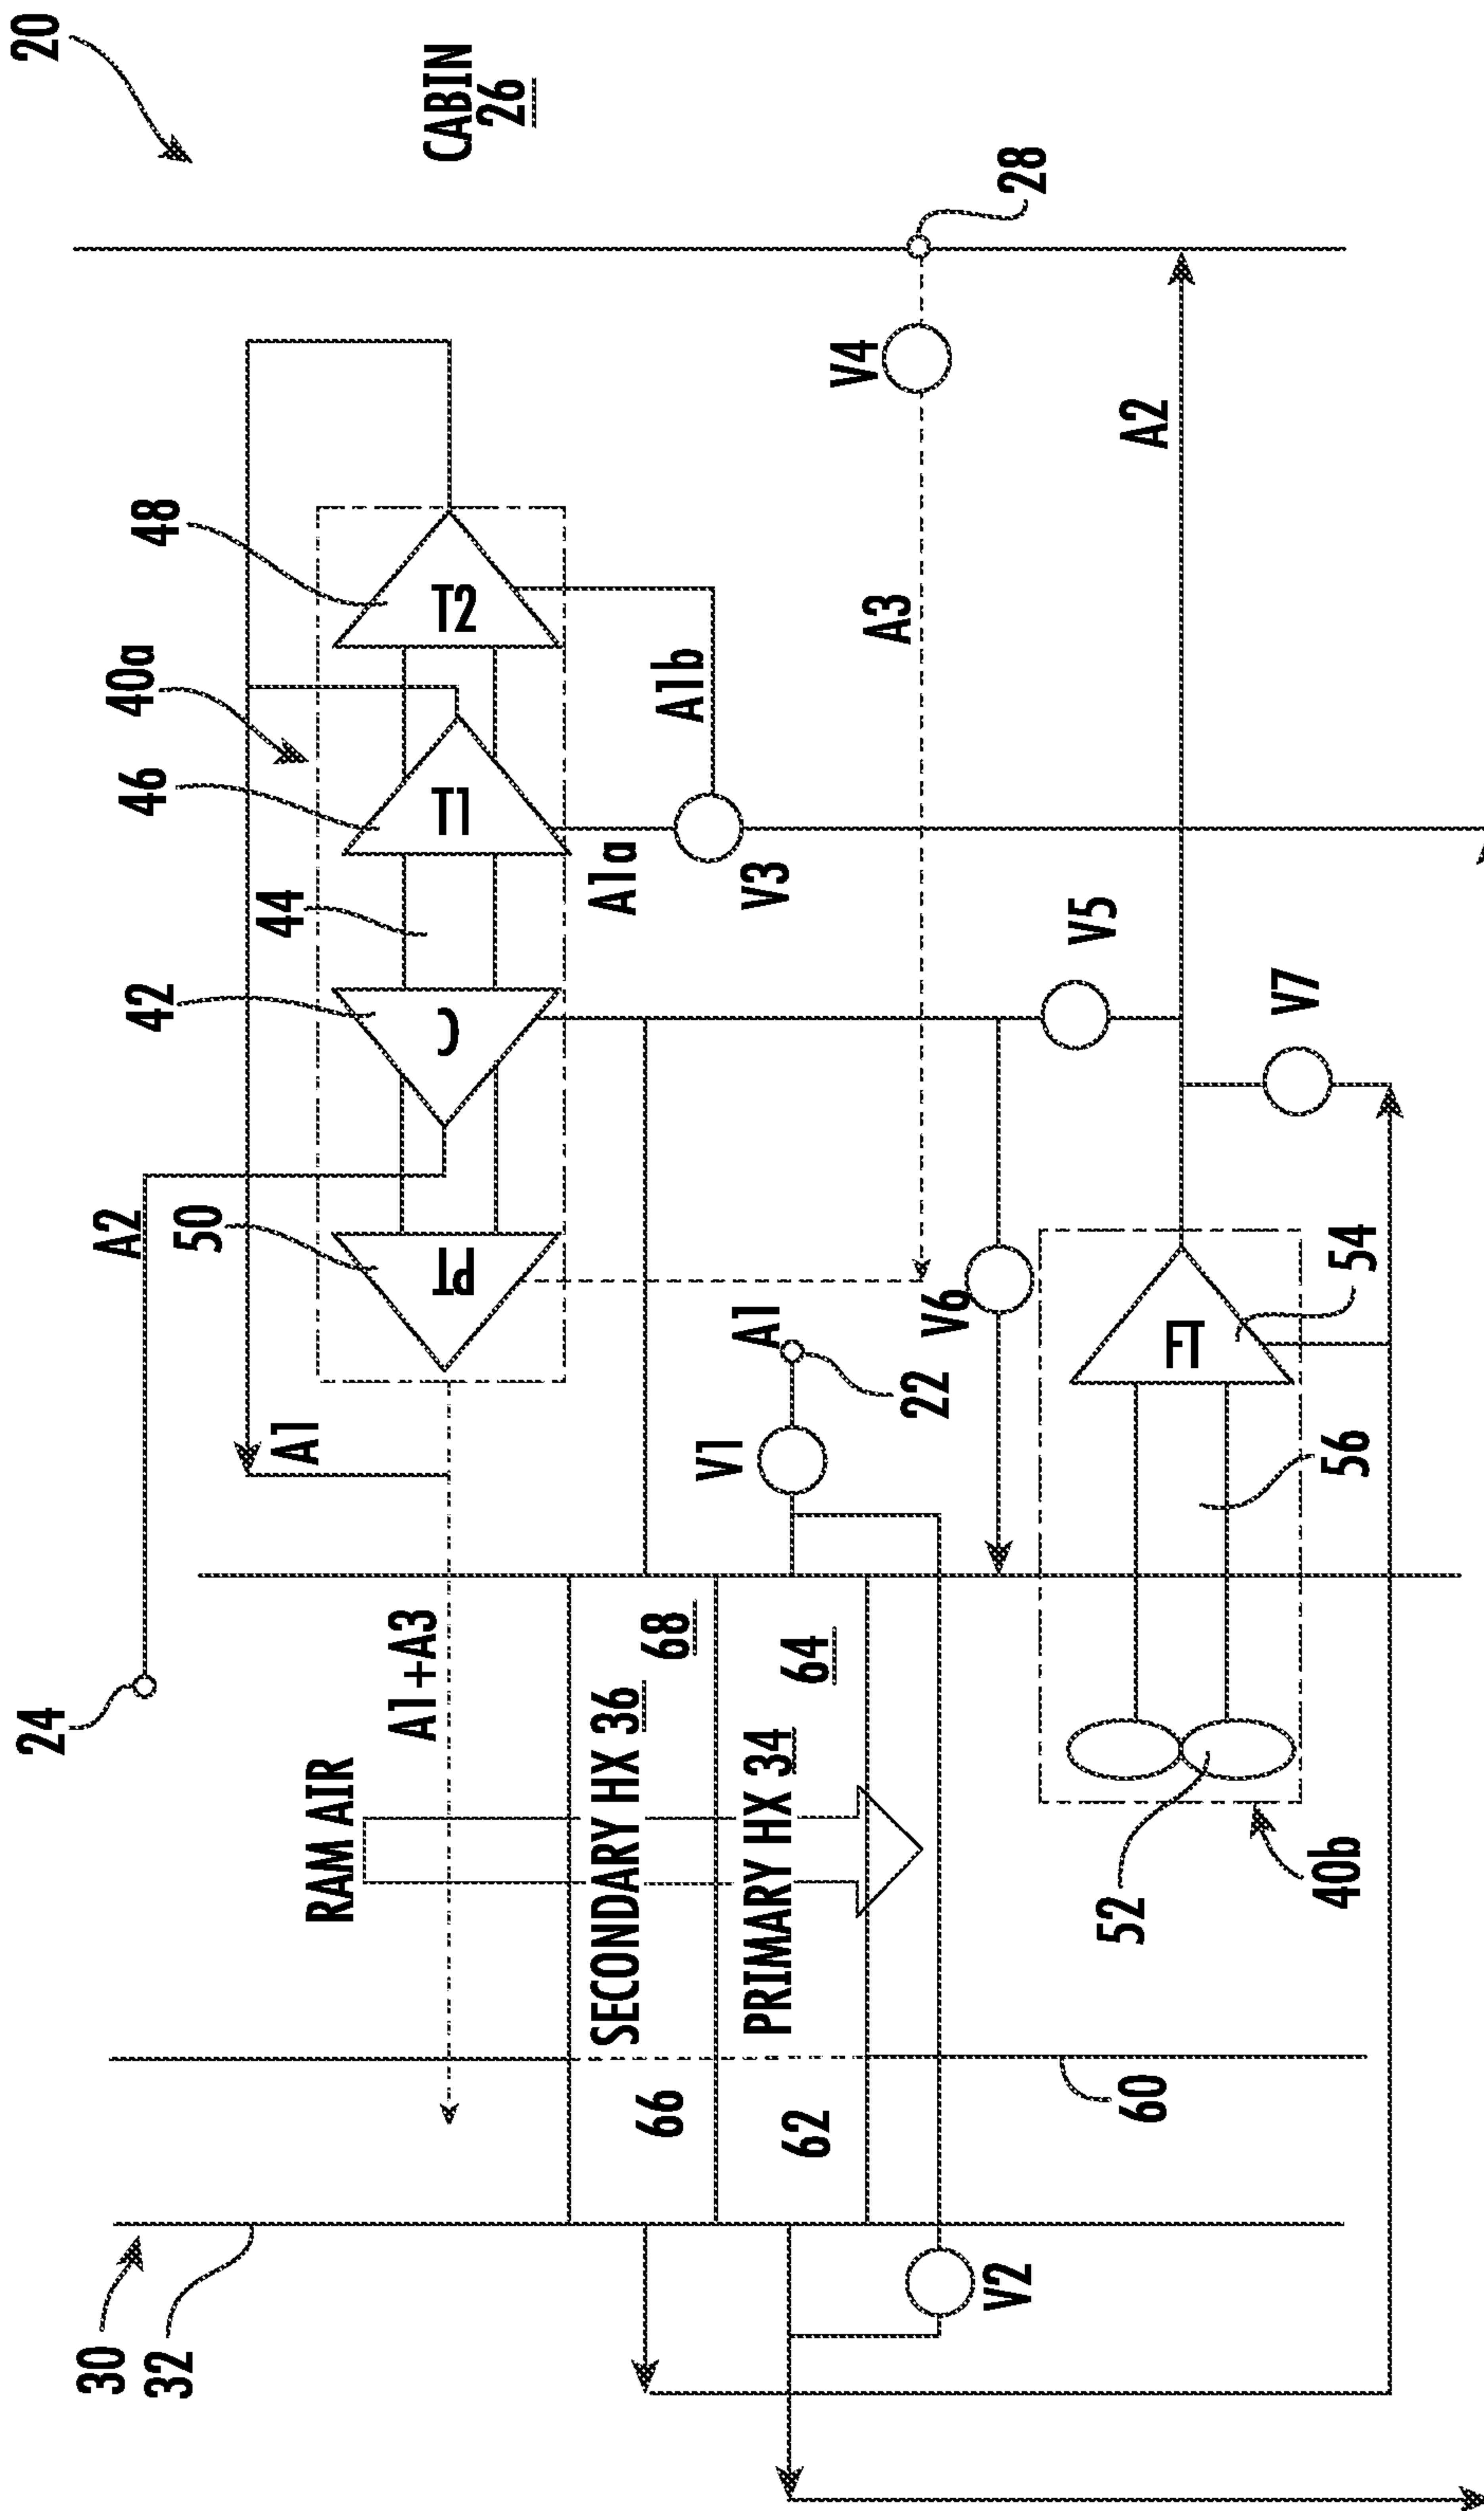 20
CABIN
26
28
48
40a
46
44
42
A2
50
T2
T1
C
PT
A1b
A1a
V3
V4
A3
A2
V5
V7
A1
A1
V1
22
V6
FT
54
56
24
A1+A3
RAM AIR
SECONDARY HX 36
68
PRIMARY HX 34
64
66
62
60
52
40b
30
32
V2